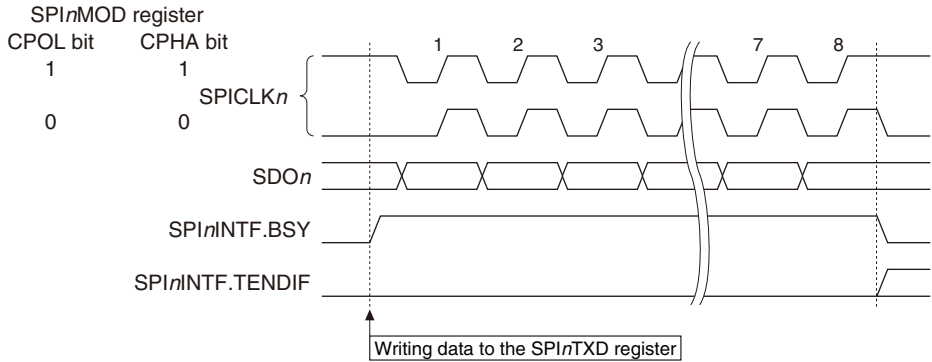 SPInMOD register
CPOL bit CPHA bit
1 2 3 7 8
1 1
SPICLKn
0 0
SDOn
SPInINTF.BSY
SPInINTF.TENDIF
Writing data to the SPInTXD register